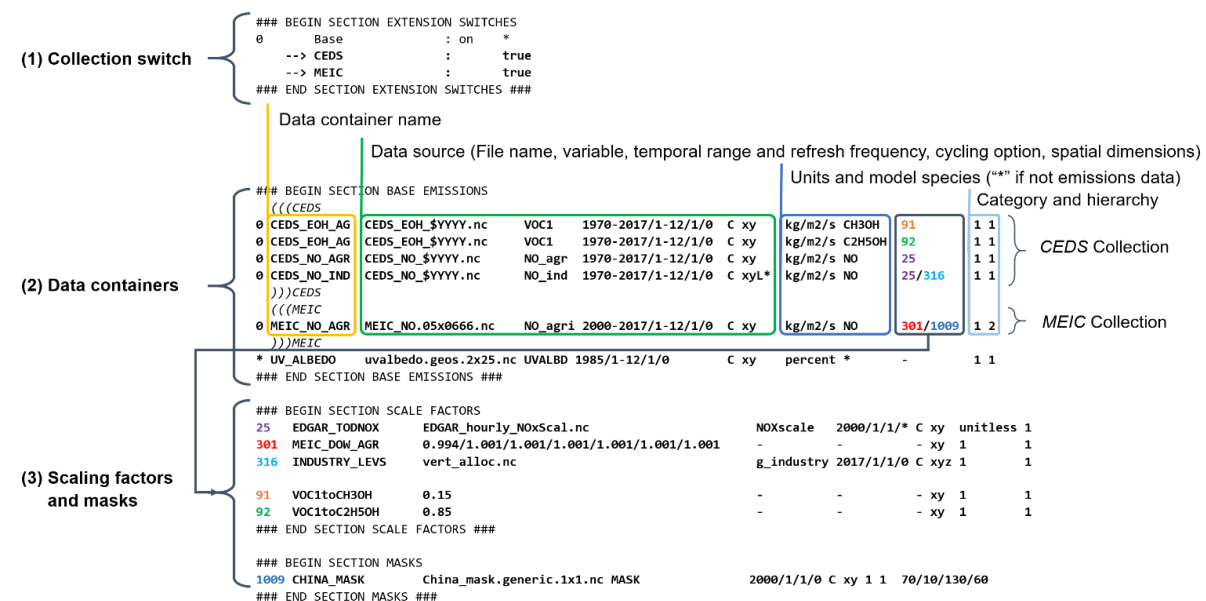 ### BEGIN SECTION EXTENSION SWITCHES
0 Base : on *
(1) Collection switch
--> CEDS : true
--> MEIC : true
### END SECTION EXTENSION SWITCHES ###
Data container name
Data source (File name, variable, temporal range and refresh frequency, cycling option, spatial dimensions)
Units and model species ("*" if not emissions data)
Category and hierarchy
### BEGIN SECTION BASE EMISSIONS
(((CEDS
0 CEDS_EOH_AG CEDS_EOH_$YYYY.nc VOC1 1970-2017/1-12/1/0 C xy kg/m2/s CH3OH 91 1 1
0 CEDS_EOH_AG CEDS_EOH_$YYYY.nc VOC1 1970-2017/1-12/1/0 C xy kg/m2/s C2H5OH 92 1 1
CEDS Collection
0 CEDS_NO_AGR CEDS_NO_$YYYY.nc NO_agr 1970-2017/1-12/1/0 C xy kg/m2/s NO 25 1 1
0 CEDS_NO_IND CEDS_NO_$YYYY.nc NO_ind 1970-2017/1-12/1/0 C xyL* kg/m2/s NO 25/316 1 1
(2) Data containers
)))CEDS
(((MEIC
0 MEIC_NO_AGR MEIC_NO.05x0666.nc NO_agri 2000-2017/1-12/1/0 C xy kg/m2/s NO 301/1009 1 2
MEIC Collection
)))MEIC
* UV_ALBEDO uvalbedo.geos.2x25.nc UVALBD 1985/1-12/1/0 C xy percent * - 1 1
### END SECTION BASE EMISSIONS ###
### BEGIN SECTION SCALE FACTORS
25 EDGAR_TODNOX EDGAR_hourly_NOxScal.nc NOXscale 2000/1/1/* C xy unitless 1
301 MEIC_DOW_AGR 0.994/1.001/1.001/1.001/1.001/1.001/1.001 - - - xy 1 1
316 INDUSTRY_LEVS vert_alloc.nc g_industry 2017/1/1/0 C xyz 1 1
(3) Scaling factors
and masks
91 VOC1toCH3OH 0.15 - - - xy 1 1
92 VOC1toC2H5OH 0.85 - - - xy 1 1
### END SECTION SCALE FACTORS ###
### BEGIN SECTION MASKS
1009 CHINA_MASK China_mask.generic.1x1.nc MASK 2000/1/1/0 C xy 1 1 70/10/130/60
### END SECTION MASKS ###